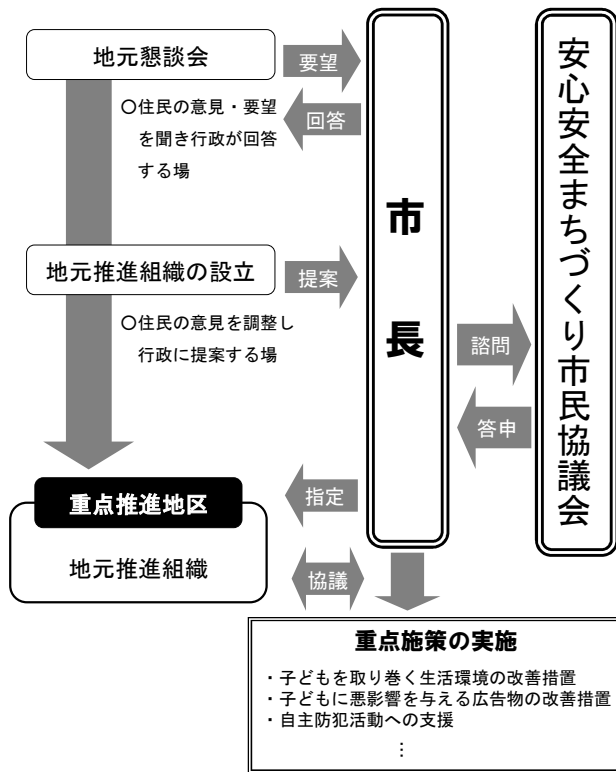 地元懇談会
要望
回答
〇住民の意見・要望
を聞き行政が回答
する場
地元推進組織の設立
提案
〇住民の意見を調整し
行政に提案する場
市長
諮問
答申
安心安全まちづくり市民協議会
重点推進地区
指定
地元推進組織
協議
重点施策の実施
・子どもを取り巻く生活環境の改善措置
・子どもに悪影響を与える広告物の改善措置
・自主防犯活動への支援
⋮